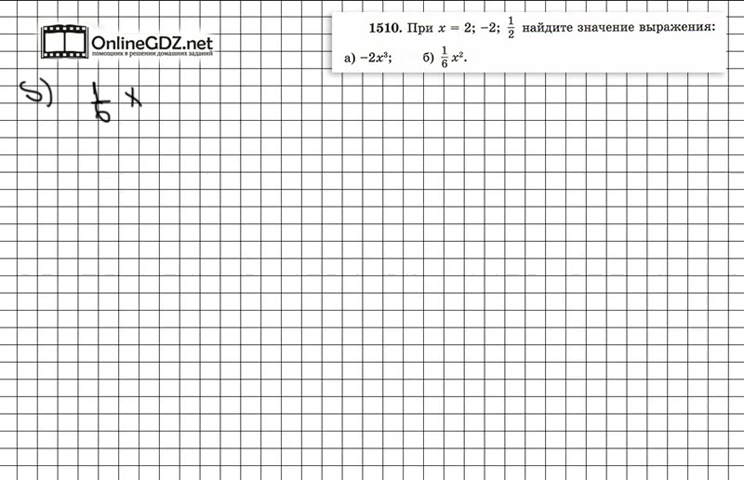 OnlineGDZ.net
помощник в решении домашних заданий
1510. При x = 2; −2; 1/2 найдите значение выражения:
а) −2x³; б) 1/6 x².
б) 1/6 x